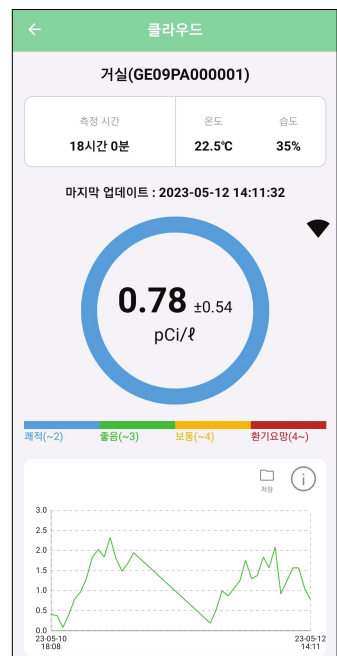 클라우드
거실(GE09PA000001)
측정 시간 온도 습도
18시간 0분 22.5℃ 35%
마지막 업데이트 : 2023-05-12 14:11:32
0.78 ±0.54
pCi/ℓ
쾌적(~2) 좋음(~3) 보통(~4) 환기요망(4~)
저장
3.0
2.5
2.0
1.5
1.0
0.5
0.0
23-05-10 23-05-12
18:08 14:11